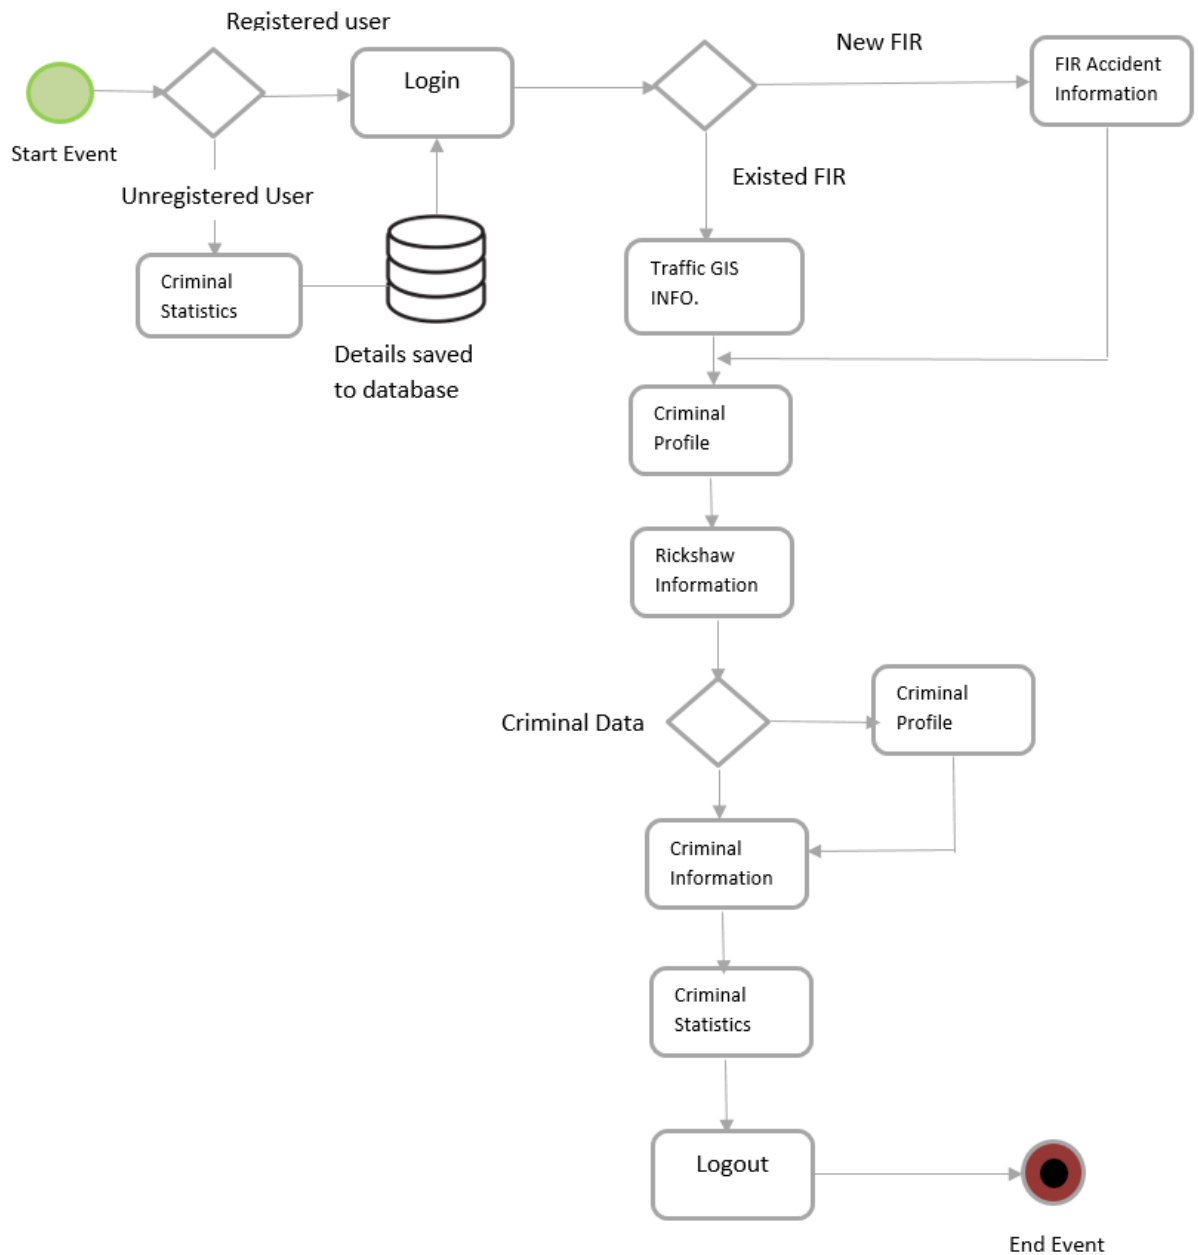 Registered user
New FIR
Login
FIR Accident
Information
Start Event
Existed FIR
Unregistered User
Traffic GIS
INFO.
Criminal
Statistics
Details saved
to database
Criminal
Profile
Rickshaw
Information
Criminal Data
Criminal
Profile
Criminal
Information
Criminal
Statistics
Logout
End Event